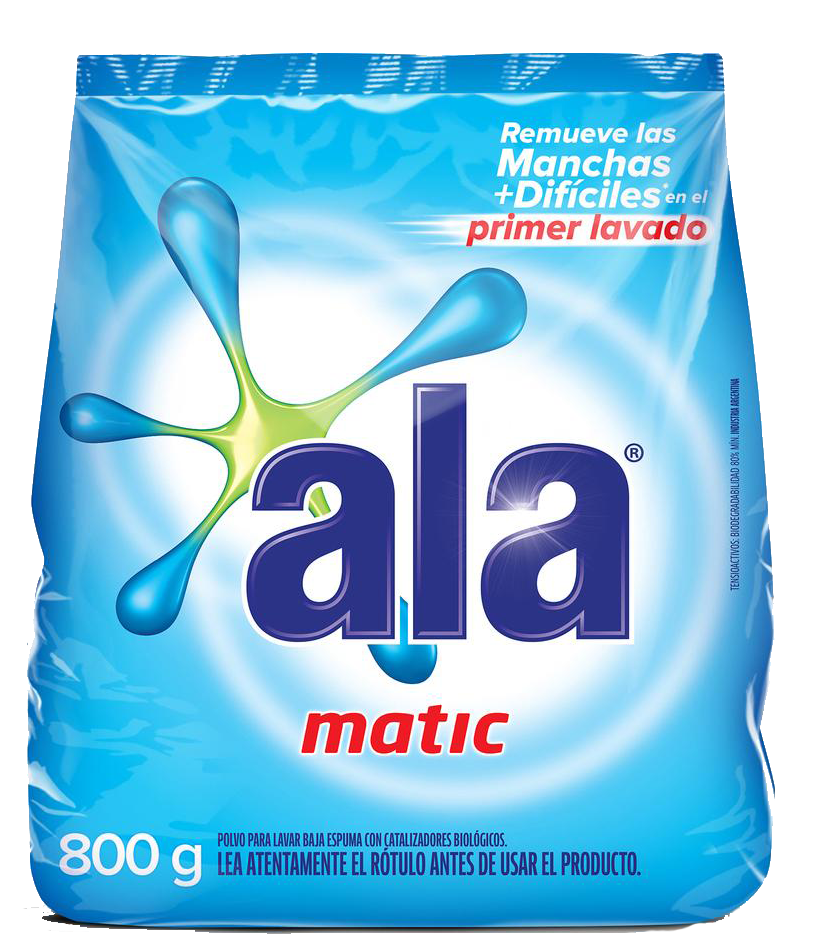 Remueve las
Manchas
+Difíciles* en el
primer lavado
ala®
matic
TENSIOACTIVOS: BIODEGRADABILIDAD 80% MÍN. INDUSTRIA ARGENTINA
800 g
POLVO PARA LAVAR BAJA ESPUMA CON CATALIZADORES BIOLÓGICOS.
LEA ATENTAMENTE EL RÓTULO ANTES DE USAR EL PRODUCTO.